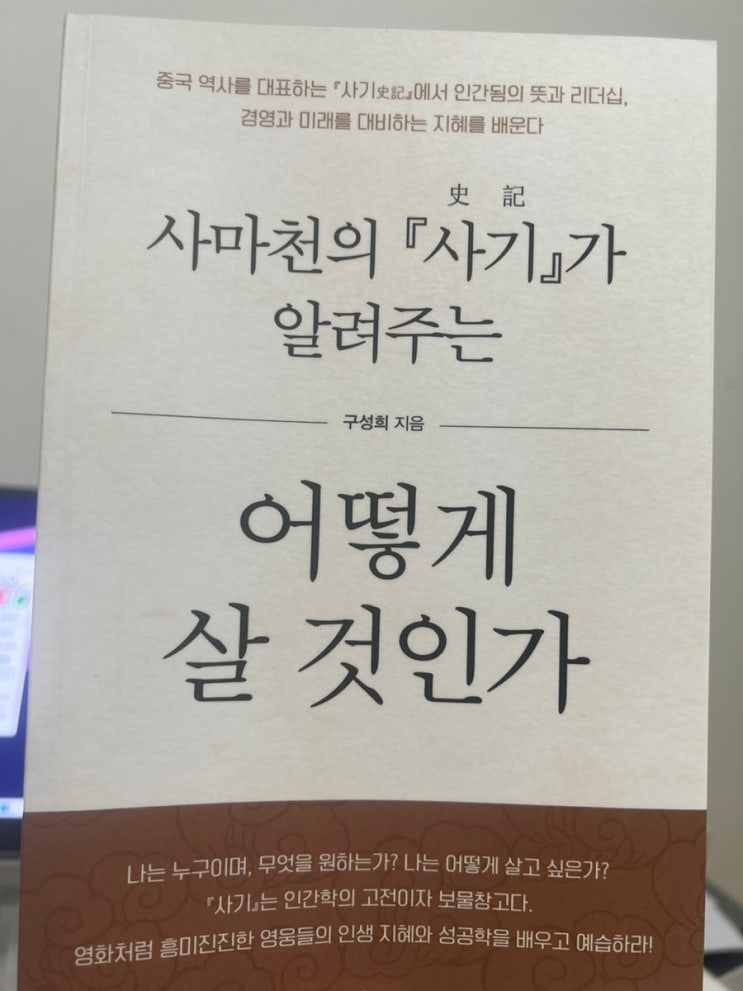 중국 역사를 대표하는 『사기史記』에서 인간됨의 뜻과 리더십,
경영과 미래를 대비하는 지혜를 배운다
史記
사마천의 『사기』가
알려주는
구성희 지음
어떻게
살 것인가
나는 누구이며, 무엇을 원하는가? 나는 어떻게 살고 싶은가?
『사기』는 인간학의 고전이자 보물창고다.
영화처럼 흥미진진한 영웅들의 인생 지혜와 성공학을 배우고 예습하라!